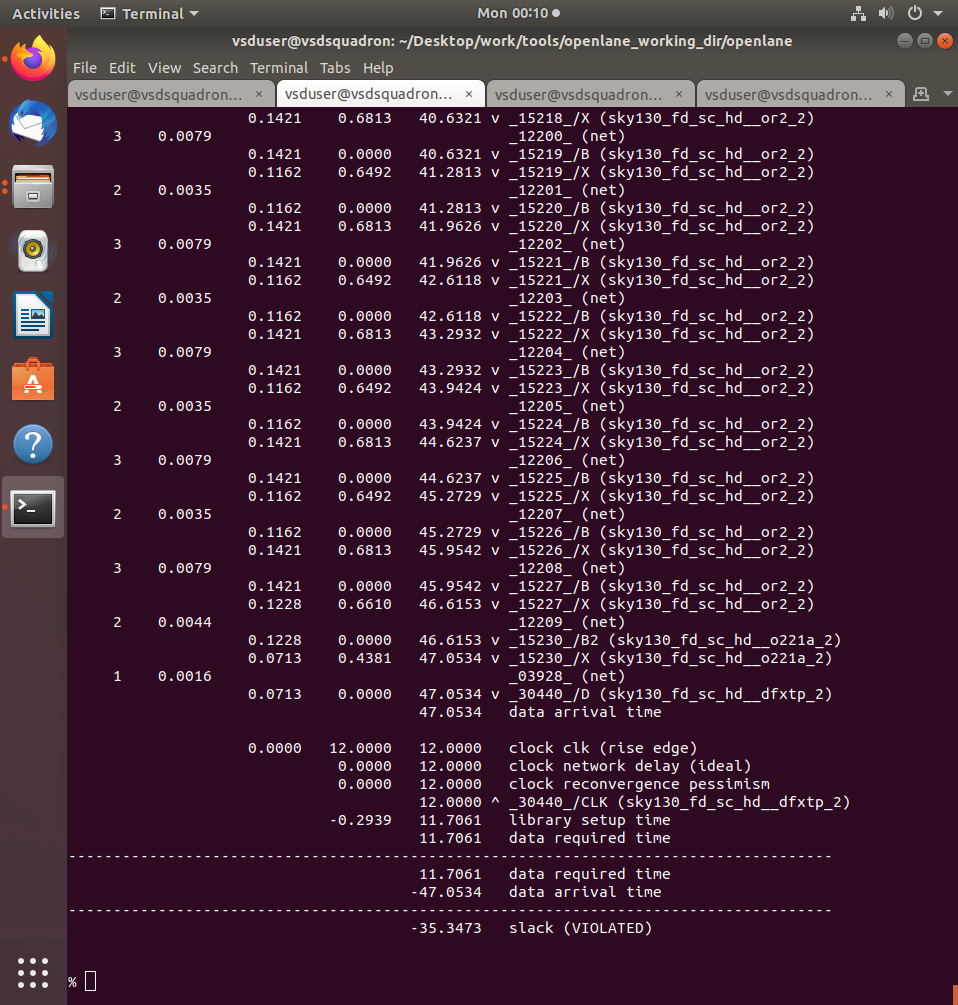 Activities Terminal Mon 00:10
vsduser@vsdsquadron: ~/Desktop/work/tools/openlane_working_dir/openlane
File Edit View Search Terminal Tabs Help
vsduser@vsdsquadron... × vsduser@vsdsquadron... × vsduser@vsdsquadron... × vsduser@vsdsquadron... ×
0.1421 0.6813 40.6321 v _15218_/X (sky130_fd_sc_hd__or2_2)
3 0.0079 _12200_ (net)
0.1421 0.0000 40.6321 v _15219_/B (sky130_fd_sc_hd__or2_2)
0.1162 0.6492 41.2813 v _15219_/X (sky130_fd_sc_hd__or2_2)
2 0.0035 _12201_ (net)
0.1162 0.0000 41.2813 v _15220_/B (sky130_fd_sc_hd__or2_2)
0.1421 0.6813 41.9626 v _15220_/X (sky130_fd_sc_hd__or2_2)
3 0.0079 _12202_ (net)
0.1421 0.0000 41.9626 v _15221_/B (sky130_fd_sc_hd__or2_2)
0.1162 0.6492 42.6118 v _15221_/X (sky130_fd_sc_hd__or2_2)
2 0.0035 _12203_ (net)
0.1162 0.0000 42.6118 v _15222_/B (sky130_fd_sc_hd__or2_2)
0.1421 0.6813 43.2932 v _15222_/X (sky130_fd_sc_hd__or2_2)
3 0.0079 _12204_ (net)
0.1421 0.0000 43.2932 v _15223_/B (sky130_fd_sc_hd__or2_2)
0.1162 0.6492 43.9424 v _15223_/X (sky130_fd_sc_hd__or2_2)
2 0.0035 _12205_ (net)
0.1162 0.0000 43.9424 v _15224_/B (sky130_fd_sc_hd__or2_2)
0.1421 0.6813 44.6237 v _15224_/X (sky130_fd_sc_hd__or2_2)
3 0.0079 _12206_ (net)
0.1421 0.0000 44.6237 v _15225_/B (sky130_fd_sc_hd__or2_2)
0.1162 0.6492 45.2729 v _15225_/X (sky130_fd_sc_hd__or2_2)
2 0.0035 _12207_ (net)
0.1162 0.0000 45.2729 v _15226_/B (sky130_fd_sc_hd__or2_2)
0.1421 0.6813 45.9542 v _15226_/X (sky130_fd_sc_hd__or2_2)
3 0.0079 _12208_ (net)
0.1421 0.0000 45.9542 v _15227_/B (sky130_fd_sc_hd__or2_2)
0.1228 0.6610 46.6153 v _15227_/X (sky130_fd_sc_hd__or2_2)
2 0.0044 _12209_ (net)
0.1228 0.0000 46.6153 v _15230_/B2 (sky130_fd_sc_hd__o221a_2)
0.0713 0.4381 47.0534 v _15230_/X (sky130_fd_sc_hd__o221a_2)
1 0.0016 _03928_ (net)
0.0713 0.0000 47.0534 v _30440_/D (sky130_fd_sc_hd__dfxtp_2)
47.0534 data arrival time
0.0000 12.0000 12.0000 clock clk (rise edge)
0.0000 12.0000 clock network delay (ideal)
0.0000 12.0000 clock reconvergence pessimism
12.0000 ^ _30440_/CLK (sky130_fd_sc_hd__dfxtp_2)
-0.2939 11.7061 library setup time
11.7061 data required time
-------------------------------------------------------------------------------------
11.7061 data required time
-47.0534 data arrival time
-------------------------------------------------------------------------------------
-35.3473 slack (VIOLATED)
%